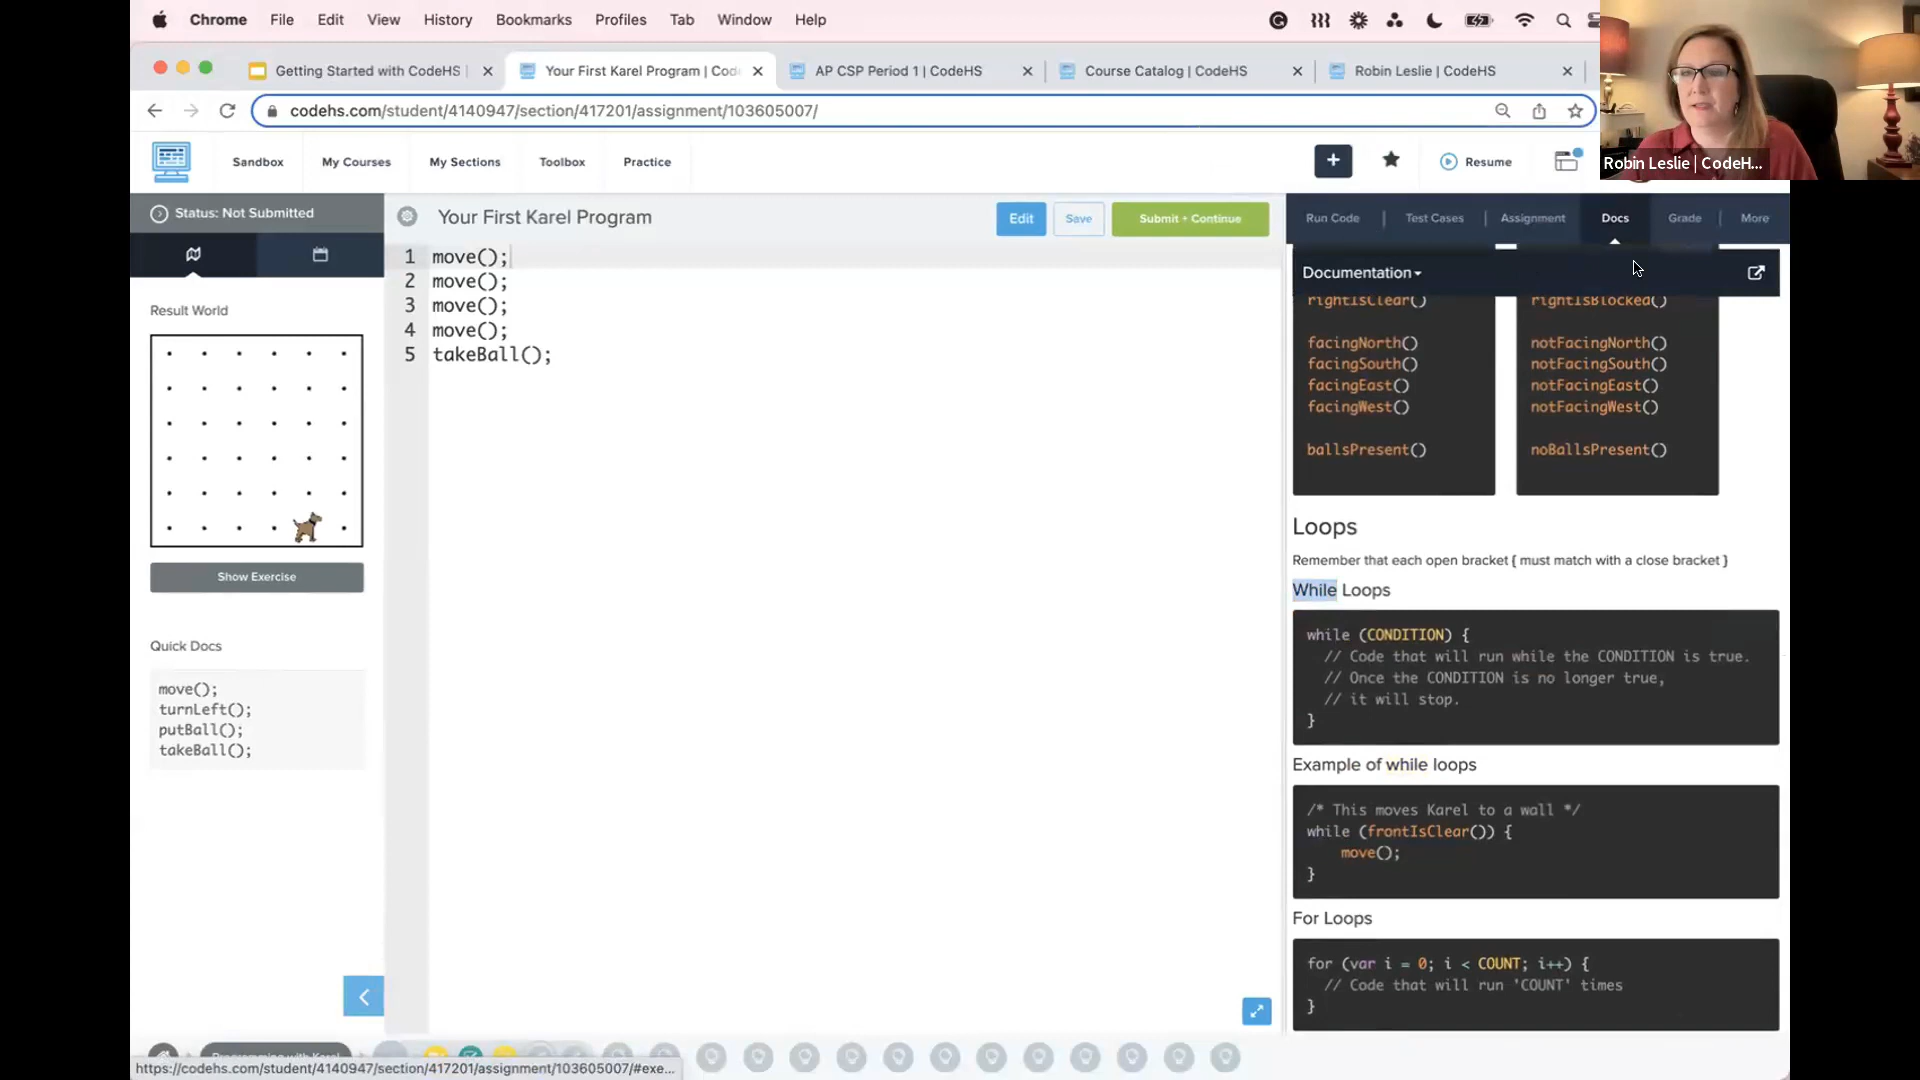 Chrome File Edit View History Bookmarks Profiles Tab Window Help
Getting Started with CodeHS |
Your First Karel Program | Cod
AP CSP Period 1 | CodeHS
Course Catalog | CodeHS
Robin Leslie | CodeHS
codehs.com/student/4140947/section/417201/assignment/103605007/
Robin Leslie | CodeH...
Sandbox My Courses My Sections Toolbox Practice
+
Resume
Status: Not Submitted
Your First Karel Program
Edit Save Submit + Continue
Run Code Test Cases Assignment Docs Grade More
Result World
Show Exercise
Quick Docs
move();
turnLeft();
putBall();
takeBall();
1 move();
2 move();
3 move();
4 move();
5 takeBall();
Documentation
rightIsClear()
facingNorth()
facingSouth()
facingEast()
facingWest()
ballsPresent()
rightIsBlocked()
notFacingNorth()
notFacingSouth()
notFacingEast()
notFacingWest()
noBallsPresent()
Loops
Remember that each open bracket { must match with a close bracket }
While Loops
while (CONDITION) {
// Code that will run while the CONDITION is true.
// Once the CONDITION is no longer true,
// it will stop.
}
Example of while loops
/* This moves Karel to a wall */
while (frontIsClear()) {
move();
}
For Loops
for (var i = 0; i < COUNT; i++) {
// Code that will run 'COUNT' times
}
Programming with Karel
https://codehs.com/student/4140947/section/417201/assignment/103605007/#exe...